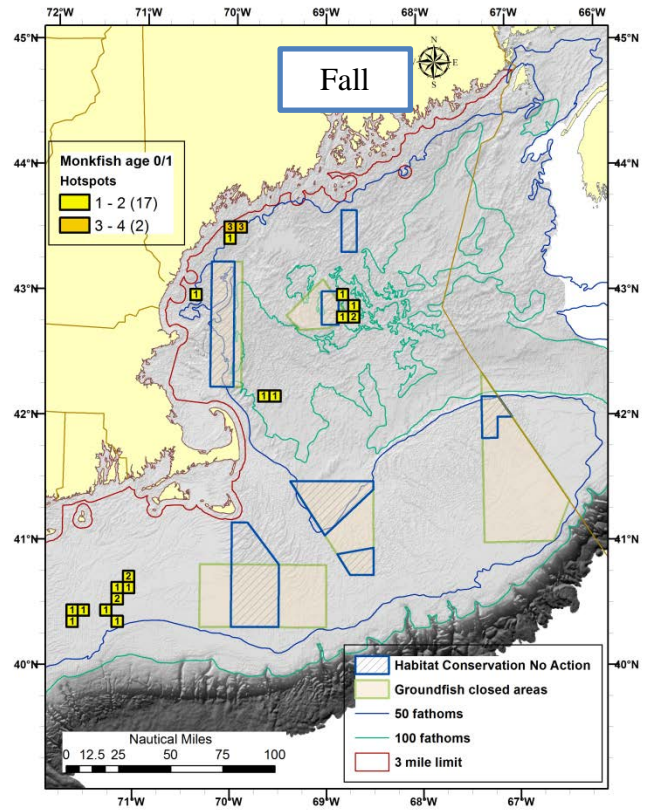 72°W 71°W 70°W 69°W 68°W 67°W 66°W
45°N 45°N
Fall
N
E
S
Monkfish age 0/1
Hotspots
1 - 2 (17)
3 - 4 (2)
44°N 44°N
3 3
1
43°N 1 1 43°N
1
1 2
1 1
42°N 42°N
41°N 41°N
2
1 1
2
1 1 1
1 1
40°N 40°N
Habitat Conservation No Action
Groundfish closed areas
50 fathoms
100 fathoms
3 mile limit
Nautical Miles
0 12.5 25 50 75 100
71°W 70°W 69°W 68°W 67°W